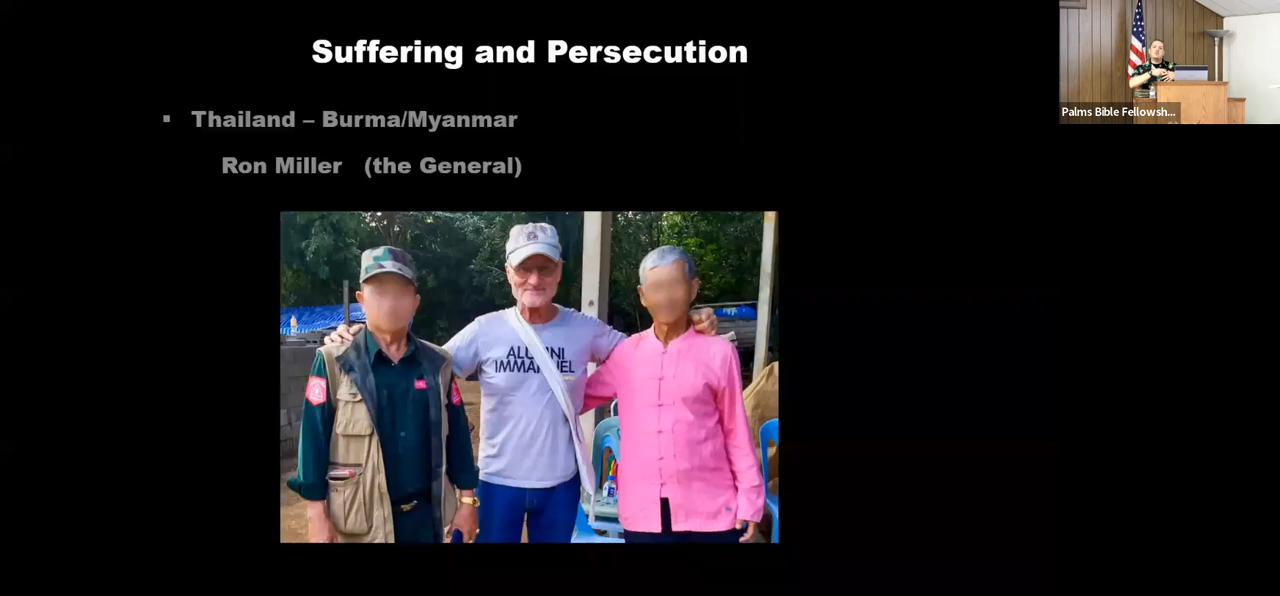 Suffering and Persecution
▪ Thailand – Burma/Myanmar
Ron Miller (the General)
ALUMNI
IMMANUEL
Palms Bible Fellowsh...